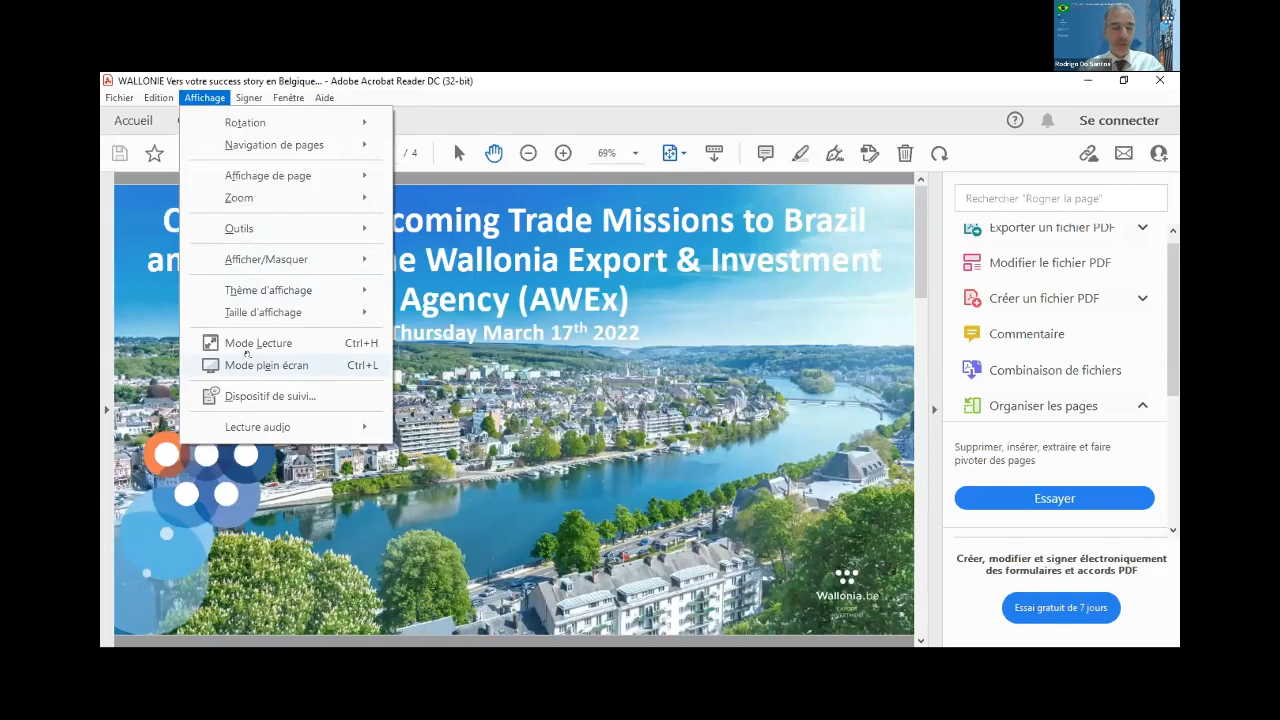 Rodrigo Do Santos
WALLONIE Vers votre success story en Belgique... - Adobe Acrobat Reader DC (32-bit)
Fichier Edition Affichage Signer Fenêtre Aide
Accueil
Se connecter
/ 4
69%
Rotation
Navigation de pages
Affichage de page
Zoom
Outils
Afficher/Masquer
Thème d'affichage
Taille d'affichage
Mode Lecture Ctrl+H
Mode plein écran Ctrl+L
Dispositif de suivi...
Lecture audio
coming Trade Missions to Brazil
Wallonia Export & Investment
Agency (AWEx)
Thursday March 17th 2022
Wallonia.be
EXPORT
INVESTMENT
Rechercher "Rogner la page"
Exporter un fichier PDF
Modifier le fichier PDF
Créer un fichier PDF
Commentaire
Combinaison de fichiers
Organiser les pages
Supprimer, insérer, extraire et faire
pivoter des pages
Essayer
Créer, modifier et signer électroniquement
des formulaires et accords PDF
Essai gratuit de 7 jours